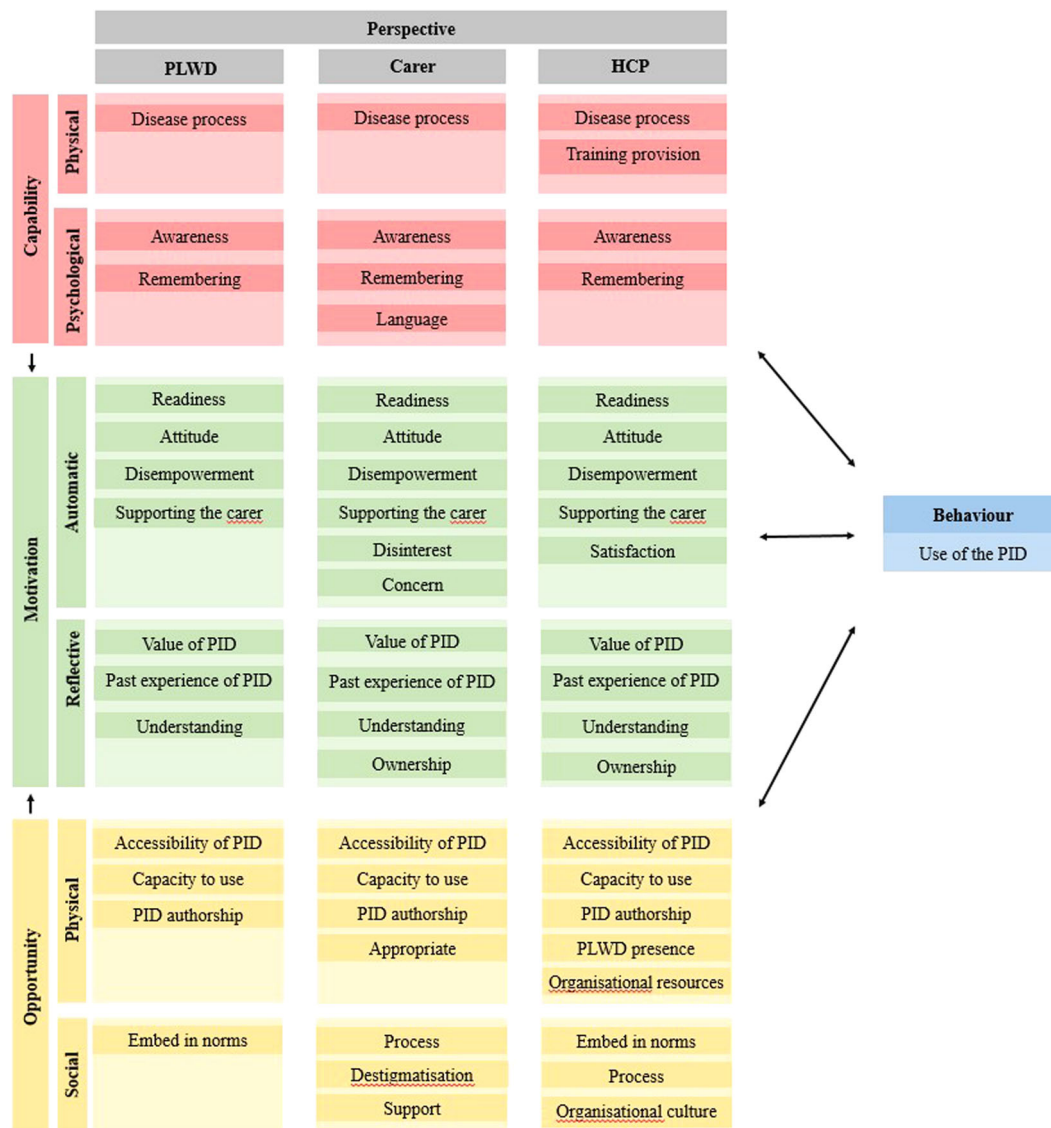 Perspective
PLWD
Carer
HCP
Capability
Physical
Disease process
Disease process
Disease process
Training provision
Psychological
Awareness
Awareness
Awareness
Remembering
Remembering
Remembering
Language
Motivation
Automatic
Readiness
Readiness
Readiness
Attitude
Attitude
Attitude
Disempowerment
Disempowerment
Disempowerment
Supporting the carer
Supporting the carer
Supporting the carer
Disinterest
Satisfaction
Concern
Behaviour
Use of the PID
Reflective
Value of PID
Value of PID
Value of PID
Past experience of PID
Past experience of PID
Past experience of PID
Understanding
Understanding
Understanding
Ownership
Ownership
Opportunity
Physical
Accessibility of PID
Accessibility of PID
Accessibility of PID
Capacity to use
Capacity to use
Capacity to use
PID authorship
PID authorship
PID authorship
Appropriate
PLWD presence
Organisational resources
Social
Embed in norms
Process
Embed in norms
Destigmatisation
Process
Support
Organisational culture